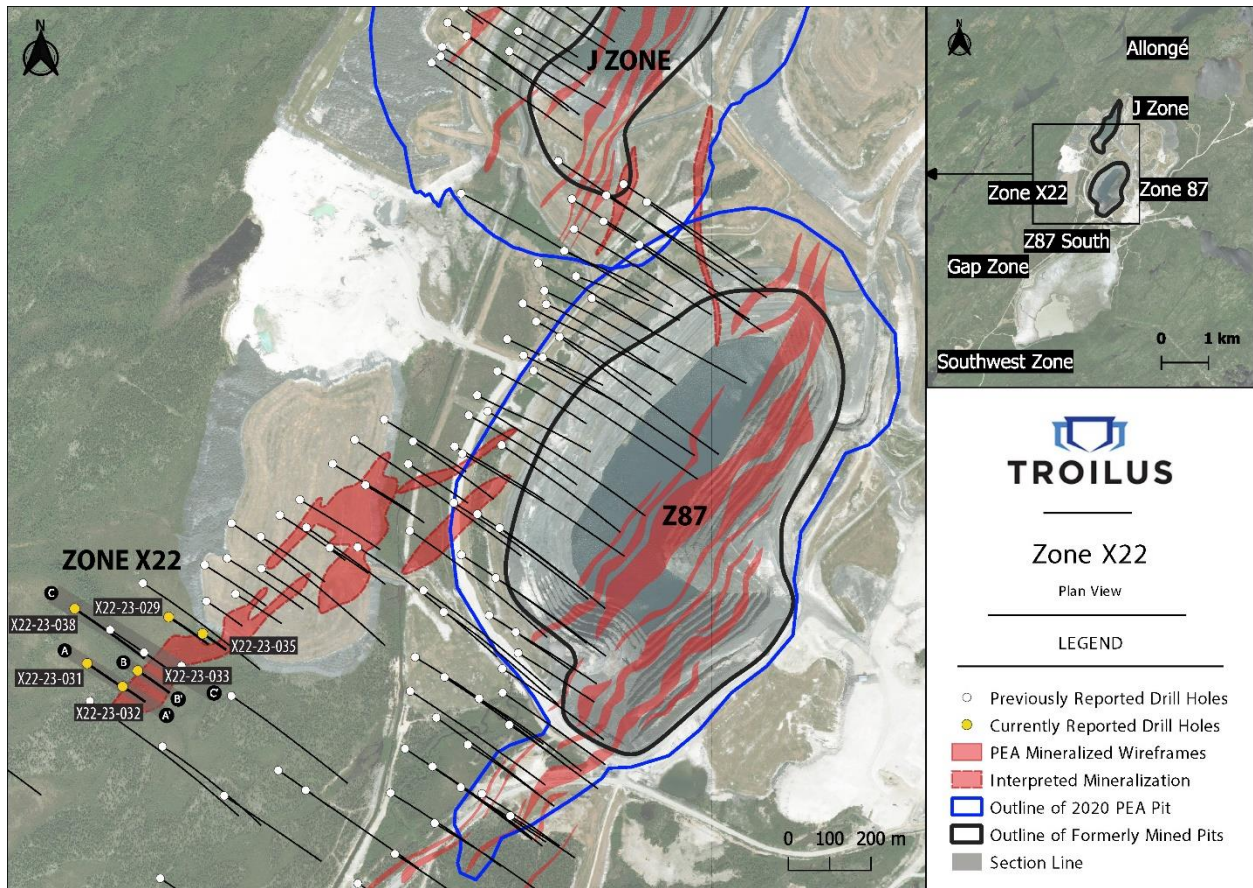 N
J ZONE
Z87
ZONE X22
C
X22-23-029
X22-23-038
X22-23-035
A
B
X22-23-031
X22-23-033
X22-23-032
B'
C'
A'
0 100 200 m
N
Allongé
J Zone
Zone X22
Zone 87
Z87 South
Gap Zone
0 1 km
Southwest Zone
TROILUS
Zone X22
Plan View
LEGEND
Previously Reported Drill Holes
Currently Reported Drill Holes
PEA Mineralized Wireframes
Interpreted Mineralization
Outline of 2020 PEA Pit
Outline of Formerly Mined Pits
Section Line